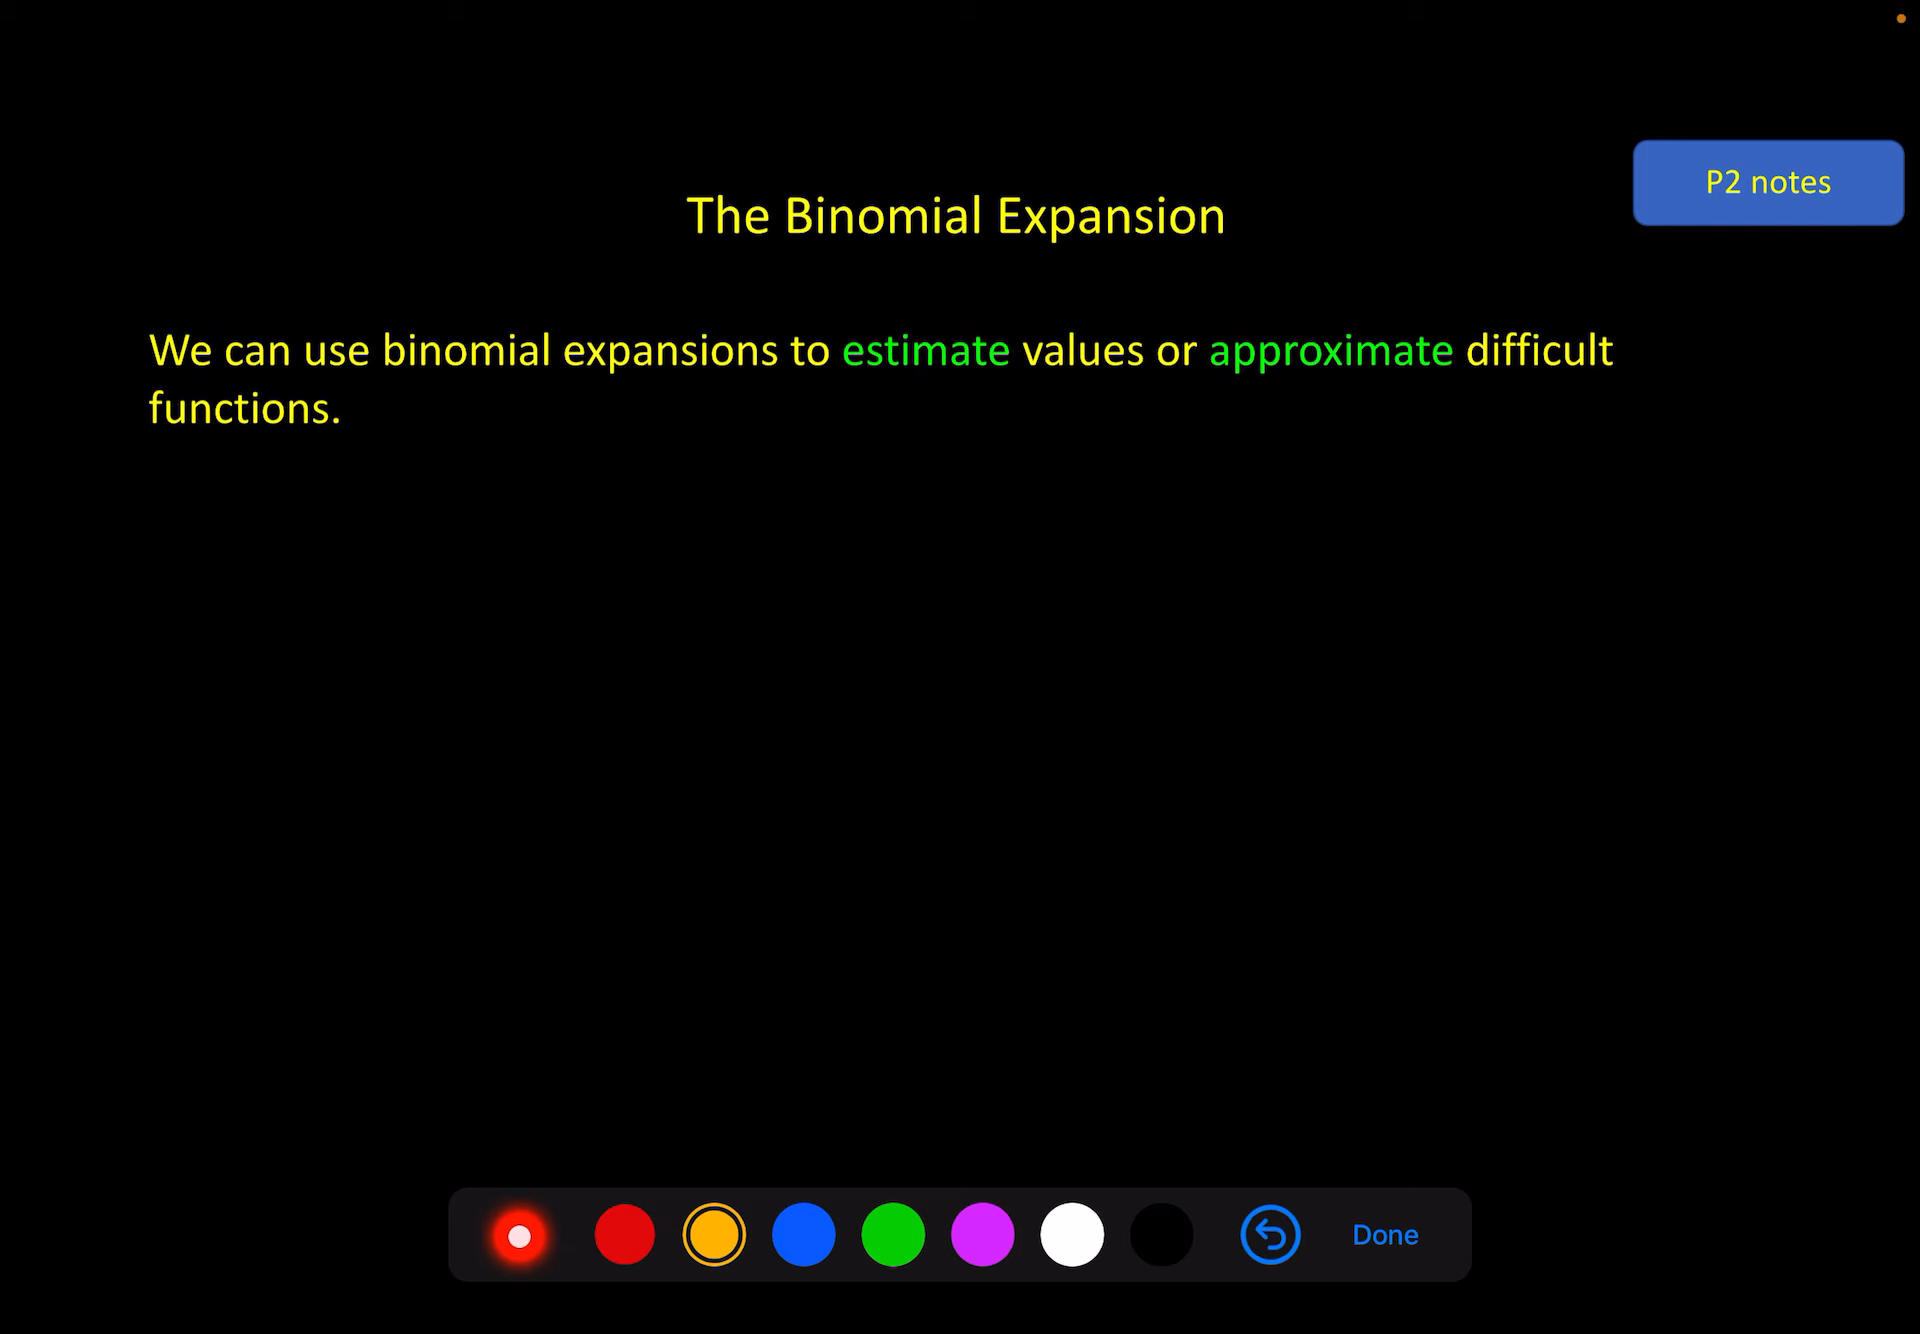 P2 notes
The Binomial Expansion
We can use binomial expansions to estimate values or approximate difficult
functions.
Done